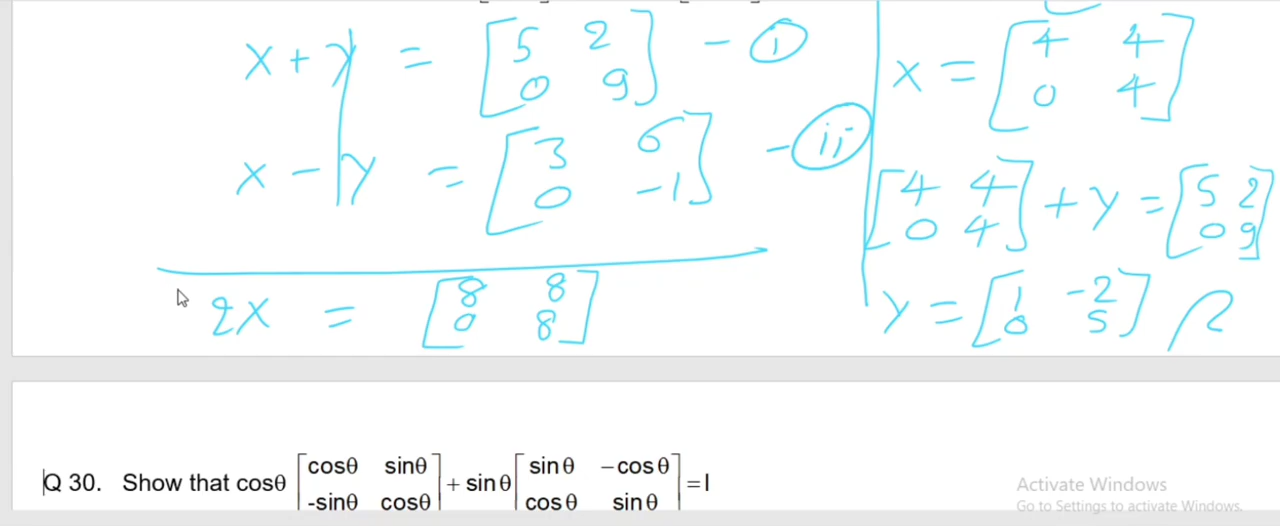 x + y = [5 2 - (i)
0 9]
x - y = [3 6 - (ii)
0 -1]
2x = [8 8
0 8]
x = [4 4
0 4]
[4 4
0 4] + y = [5 2
0 9]
y = [1 -2
0 5]
Q 30. Show that cosθ [cosθ sinθ
-sinθ cosθ] + sinθ [sinθ −cosθ
cosθ sinθ] = I
Activate Windows
Go to Settings to activate Windows.